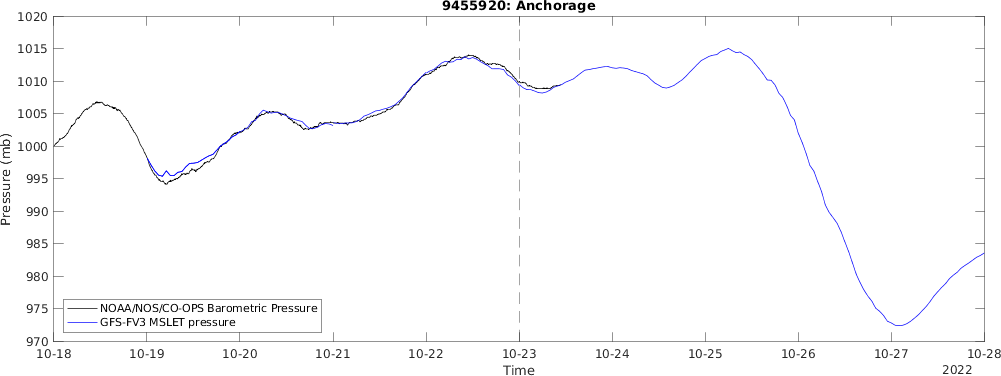 9455920: Anchorage
1020
1015
1010
1005
1000
995
990
985
980
975
970
Pressure (mb)
NOAA/NOS/CO-OPS Barometric Pressure
GFS-FV3 MSLET pressure
10-18 10-19 10-20 10-21 10-22 10-23 10-24 10-25 10-26 10-27 10-28
Time
2022